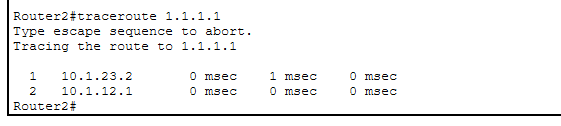 Router2#traceroute 1.1.1.1
Type escape sequence to abort.
Tracing the route to 1.1.1.1
1 10.1.23.2 0 msec 1 msec 0 msec
2 10.1.12.1 0 msec 0 msec 0 msec
Router2#